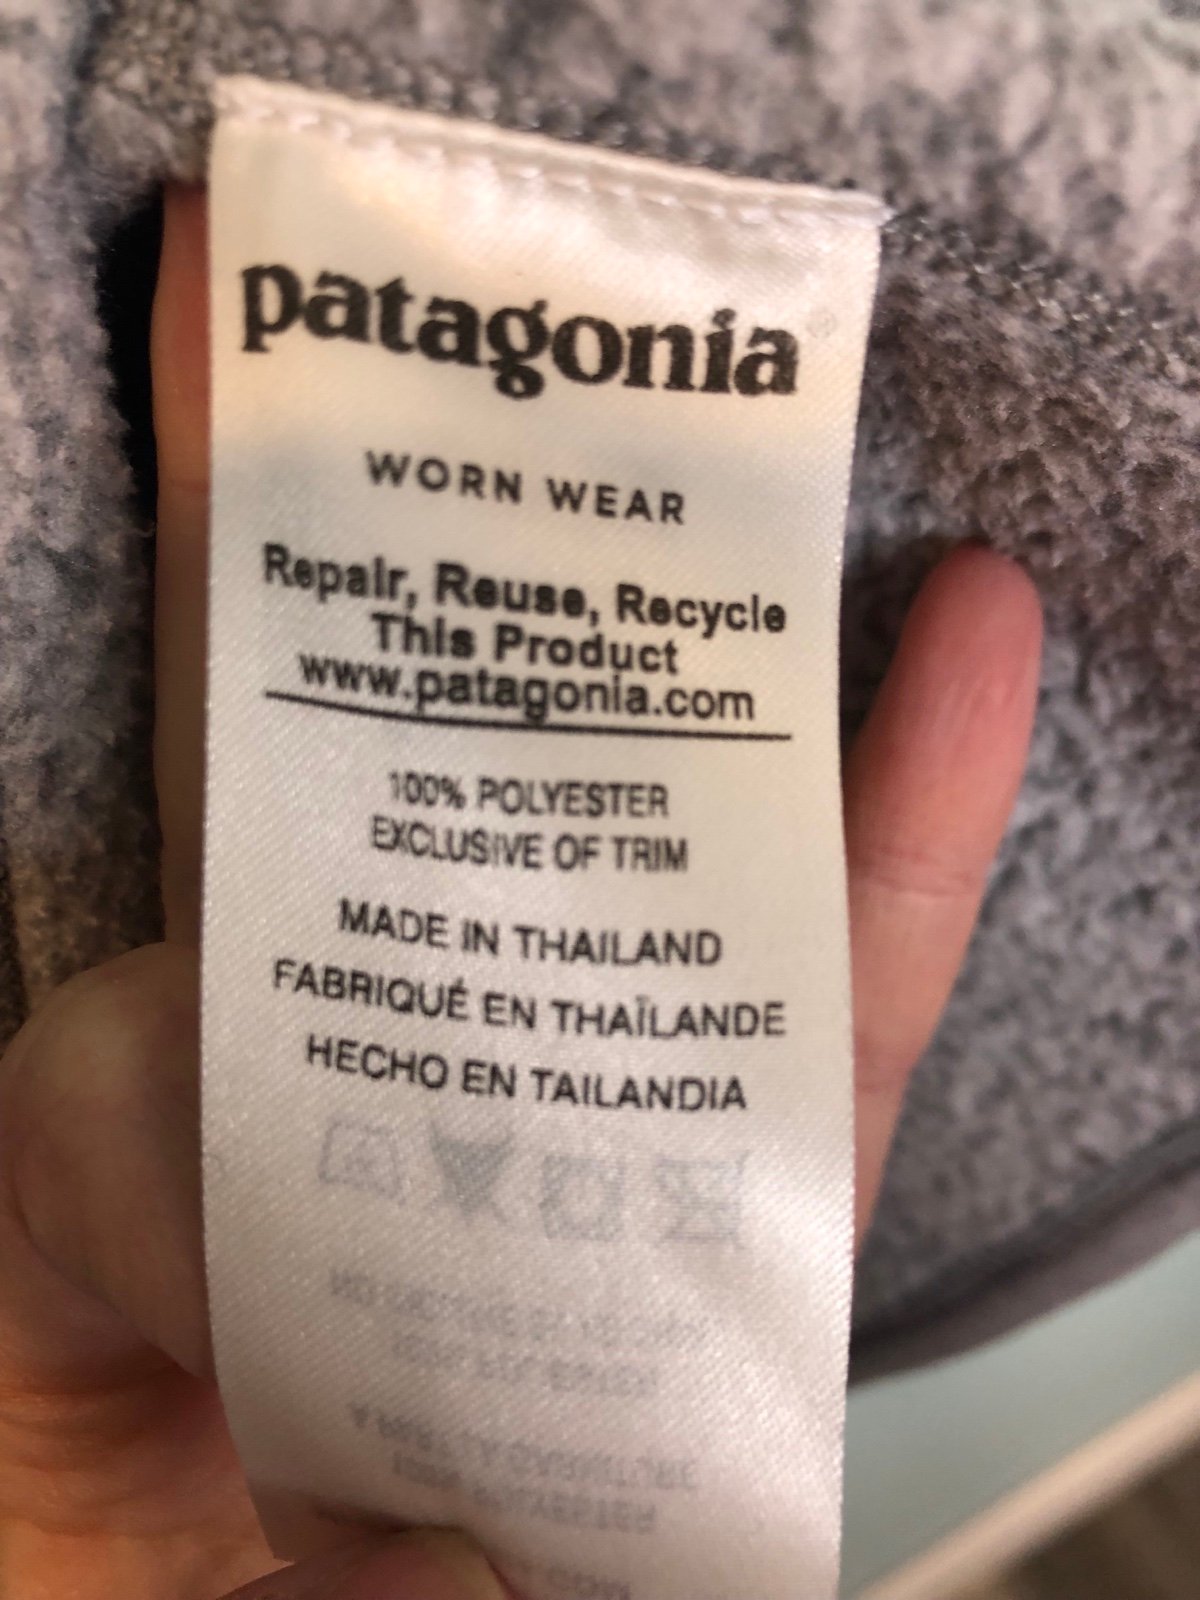 patagonia®
WORN WEAR
Repair, Reuse, Recycle
This Product
www.patagonia.com
100% POLYESTER
EXCLUSIVE OF TRIM
MADE IN THAILAND
FABRIQUÉ EN THAÏLANDE
HECHO EN TAILANDIA